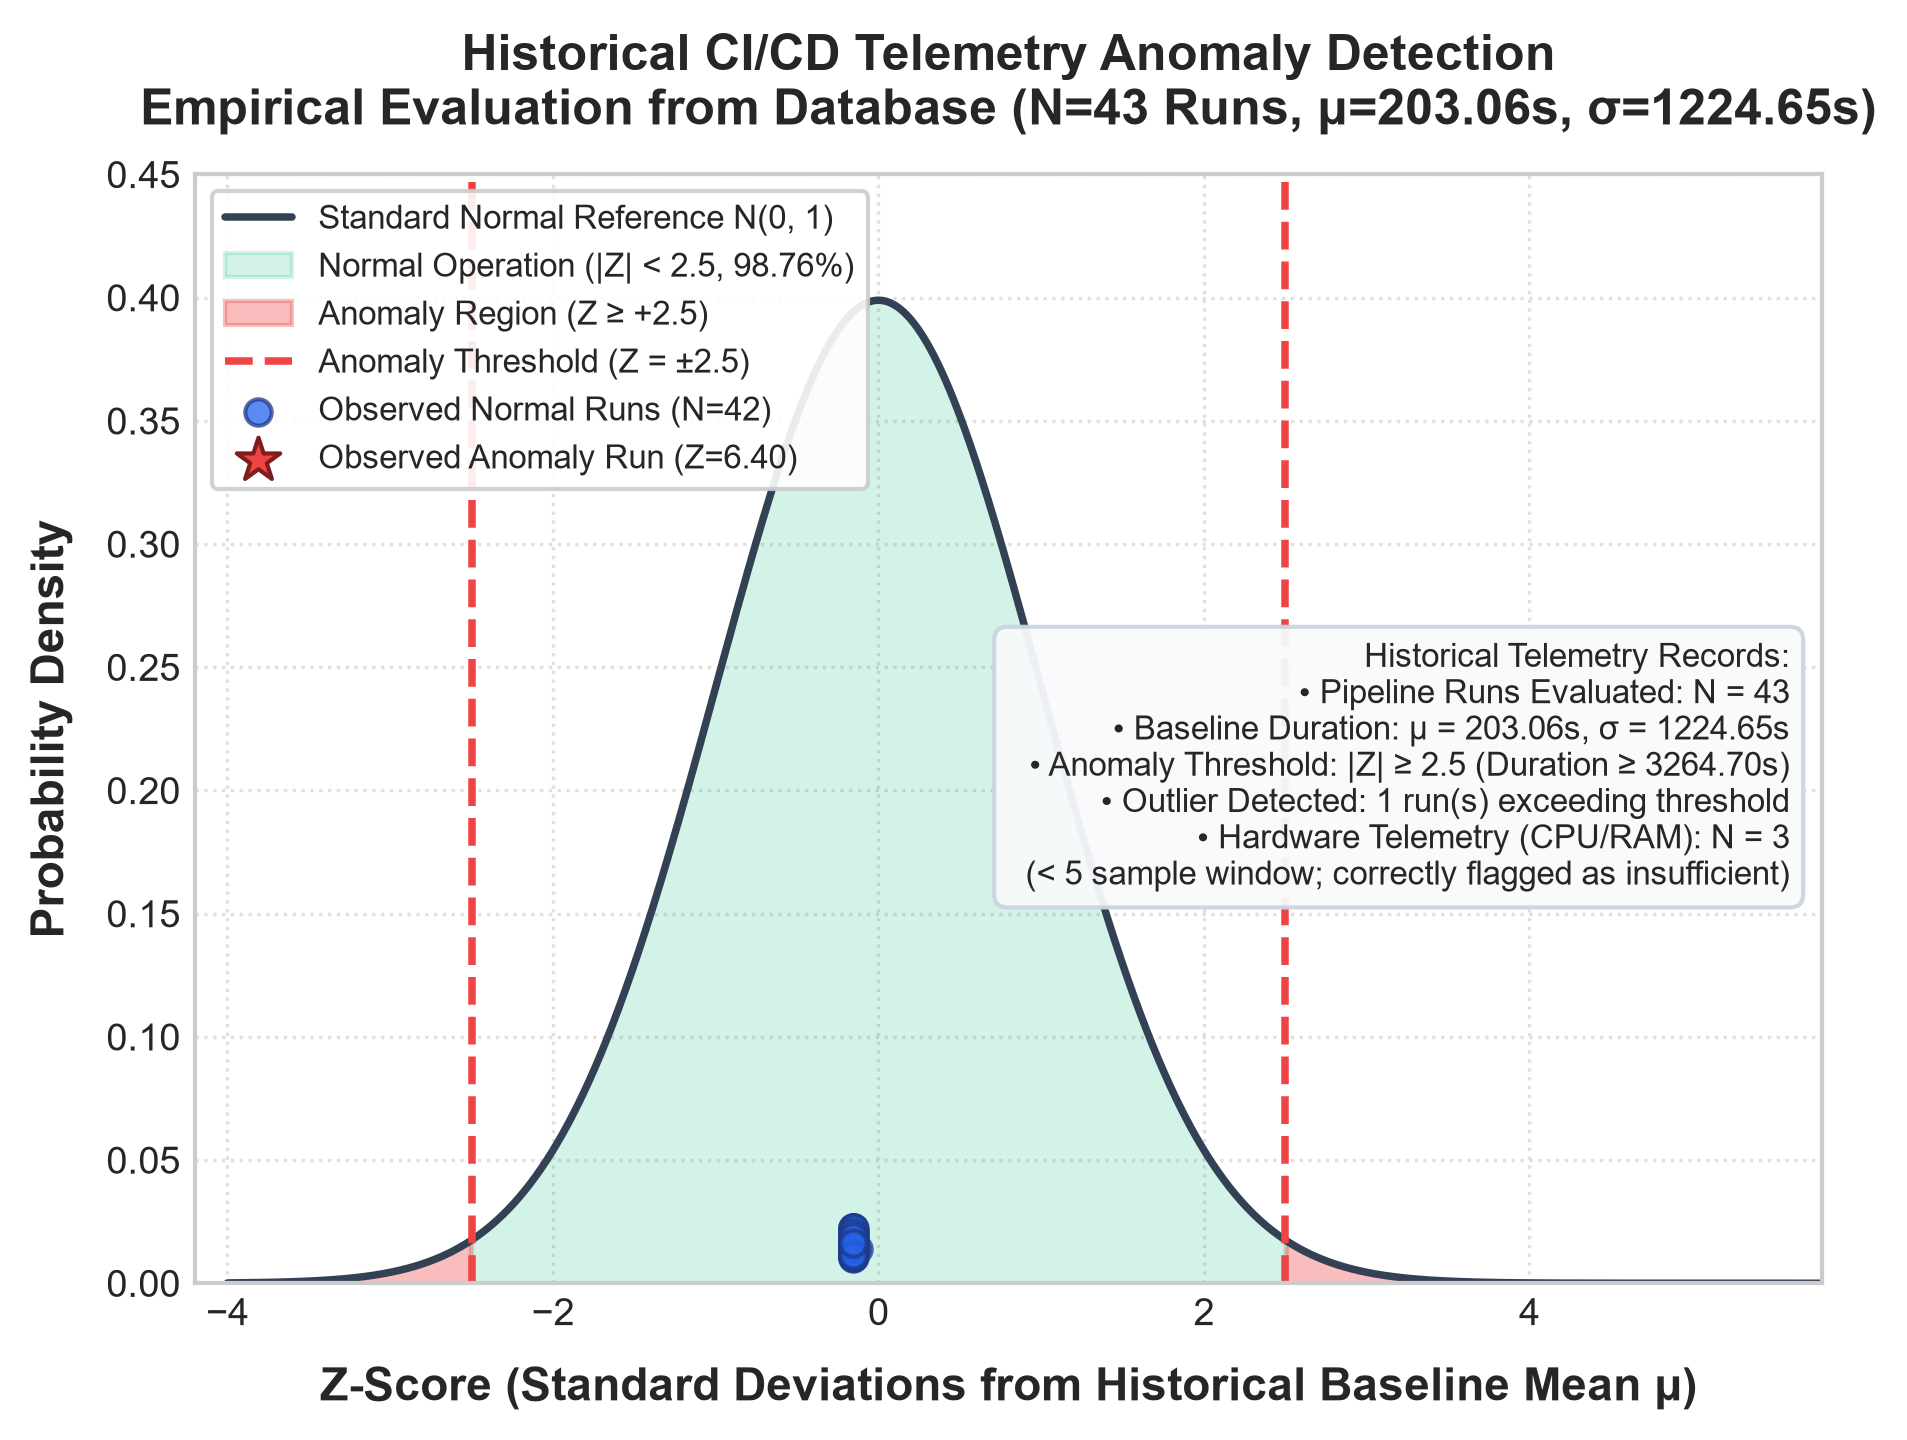 Historical CI/CD Telemetry Anomaly Detection
Empirical Evaluation from Database (N=43 Runs, μ=203.06s, σ=1224.65s)
Standard Normal Reference N(0, 1)
Normal Operation (|Z| < 2.5, 98.76%)
Anomaly Region (Z ≥ +2.5)
Anomaly Threshold (Z = ±2.5)
Observed Normal Runs (N=42)
Observed Anomaly Run (Z=6.40)
Historical Telemetry Records:
• Pipeline Runs Evaluated: N = 43
• Baseline Duration: μ = 203.06s, σ = 1224.65s
• Anomaly Threshold: |Z| ≥ 2.5 (Duration ≥ 3264.70s)
• Outlier Detected: 1 run(s) exceeding threshold
• Hardware Telemetry (CPU/RAM): N = 3
(< 5 sample window; correctly flagged as insufficient)
Probability Density
0.45
0.40
0.35
0.30
0.25
0.20
0.15
0.10
0.05
0.00
−4
−2
0
2
4
Z-Score (Standard Deviations from Historical Baseline Mean μ)